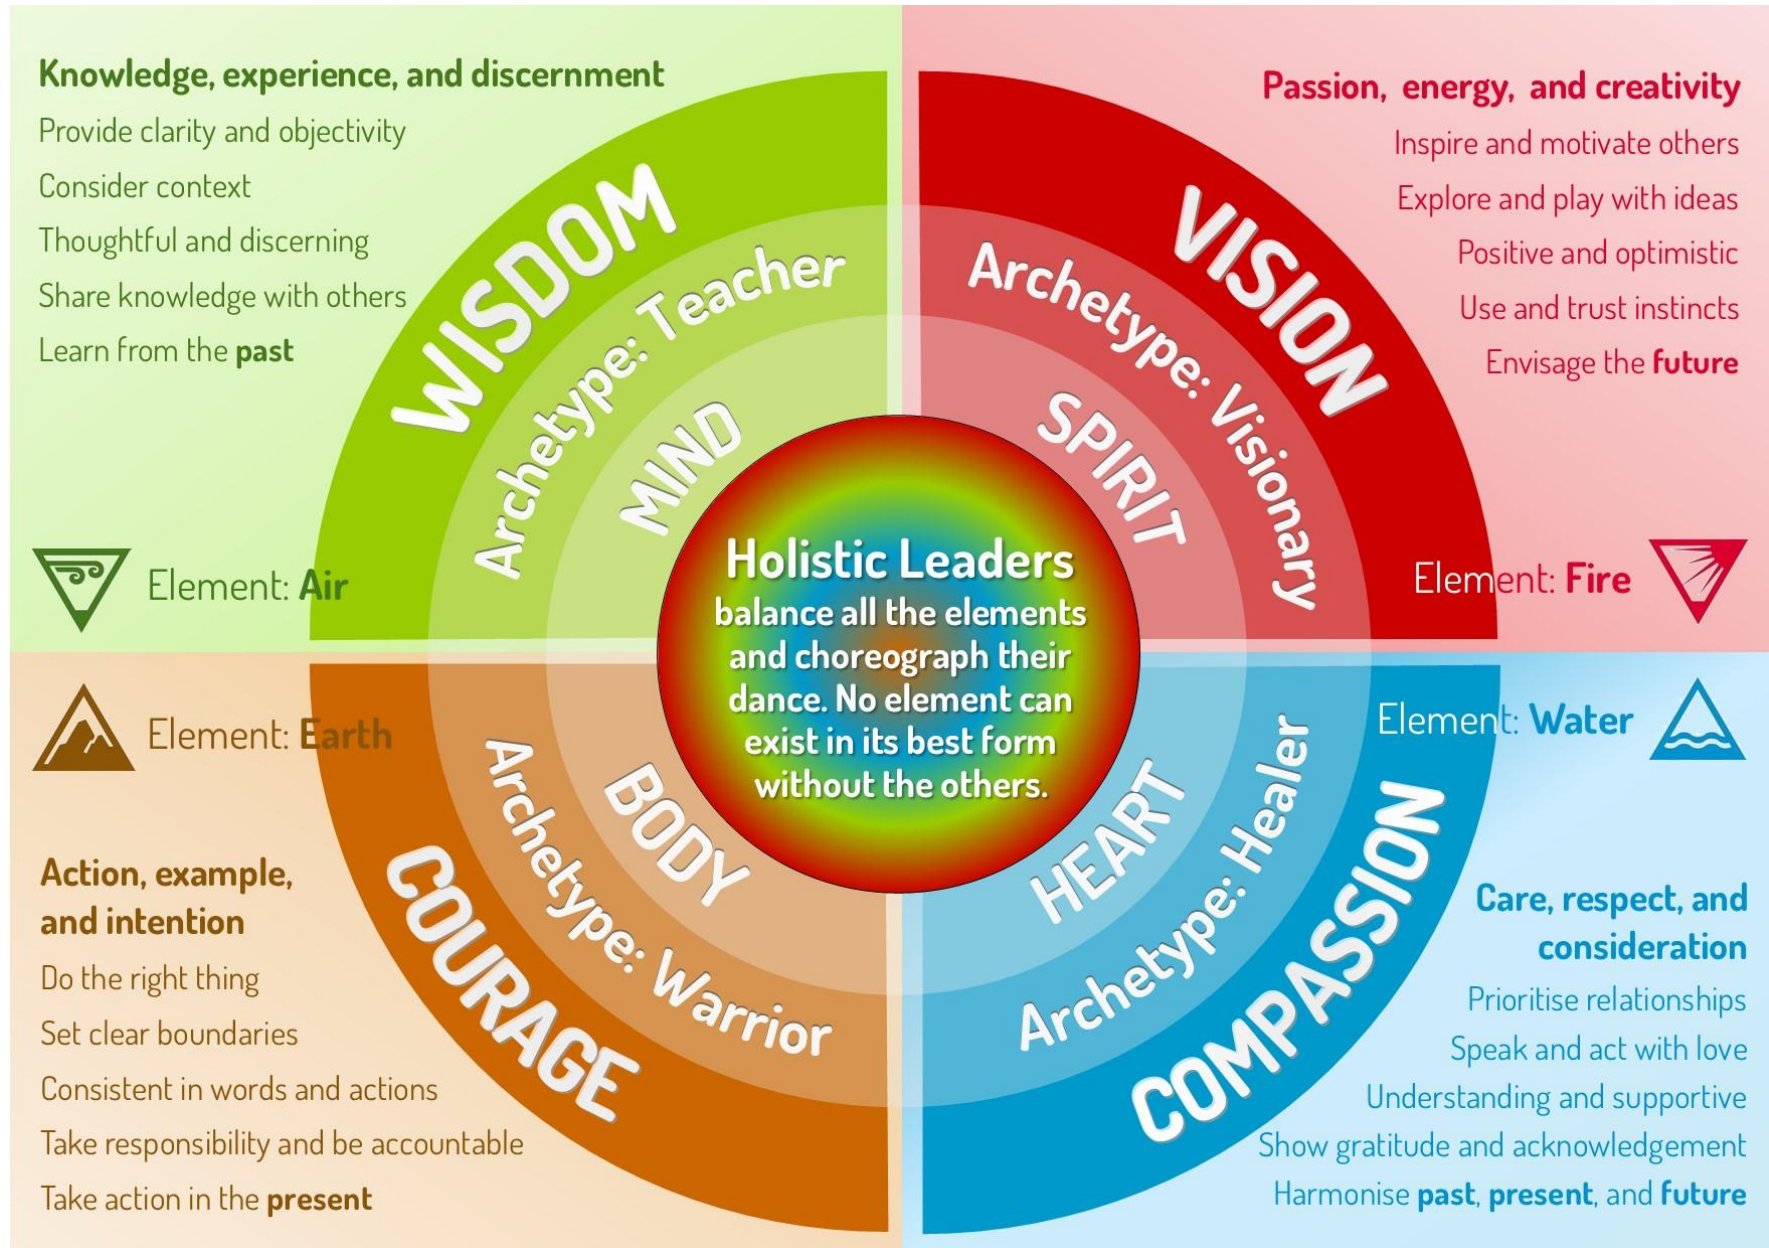 Knowledge, experience, and discernment
Provide clarity and objectivity
Consider context
Thoughtful and discerning
Share knowledge with others
Learn from the past
Element: Air
WISDOM
Archetype: Teacher
MIND
Passion, energy, and creativity
Inspire and motivate others
Explore and play with ideas
Positive and optimistic
Use and trust instincts
Envisage the future
Element: Fire
VISION
Archetype: Visionary
SPIRIT
Holistic Leaders
balance all the elements
and choreograph their
dance. No element can
exist in its best form
without the others.
Element: Earth
Action, example,
and intention
Do the right thing
Set clear boundaries
Consistent in words and actions
Take responsibility and be accountable
Take action in the present
COURAGE
Archetype: Warrior
BODY
Element: Water
Care, respect, and
consideration
Prioritise relationships
Speak and act with love
Understanding and supportive
Show gratitude and acknowledgement
Harmonise past, present, and future
COMPASSION
Archetype: Healer
HEART